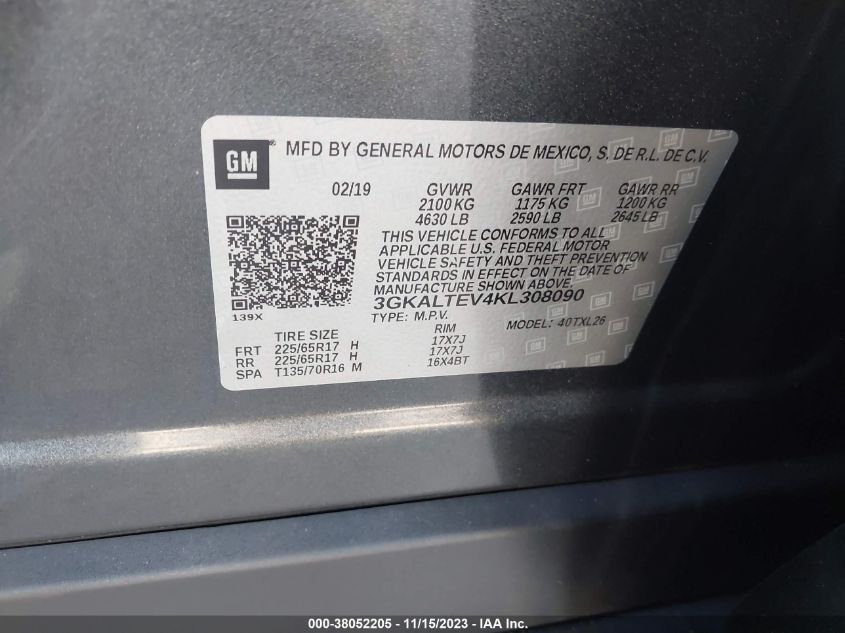 GM MFD BY GENERAL MOTORS DE MEXICO, S. DE R.L. DE C.V.
02/19 GVWR GAWR FRT GAWR RR
2100 KG 1175 KG 1200 KG
4630 LB 2590 LB 2645 LB
THIS VEHICLE CONFORMS TO ALL
APPLICABLE U.S. FEDERAL MOTOR
VEHICLE SAFETY AND THEFT PREVENTION
STANDARDS IN EFFECT ON THE DATE OF
MANUFACTURE SHOWN ABOVE.
3GKALTEV4KL308090
139X
TYPE: M.P.V. MODEL: 40TXL26
TIRE SIZE RIM
FRT 225/65R17 H 17X7J
RR 225/65R17 H 17X7J
SPA T135/70R16 M 16X4BT
000-38052205 - 11/15/2023 - IAA Inc.